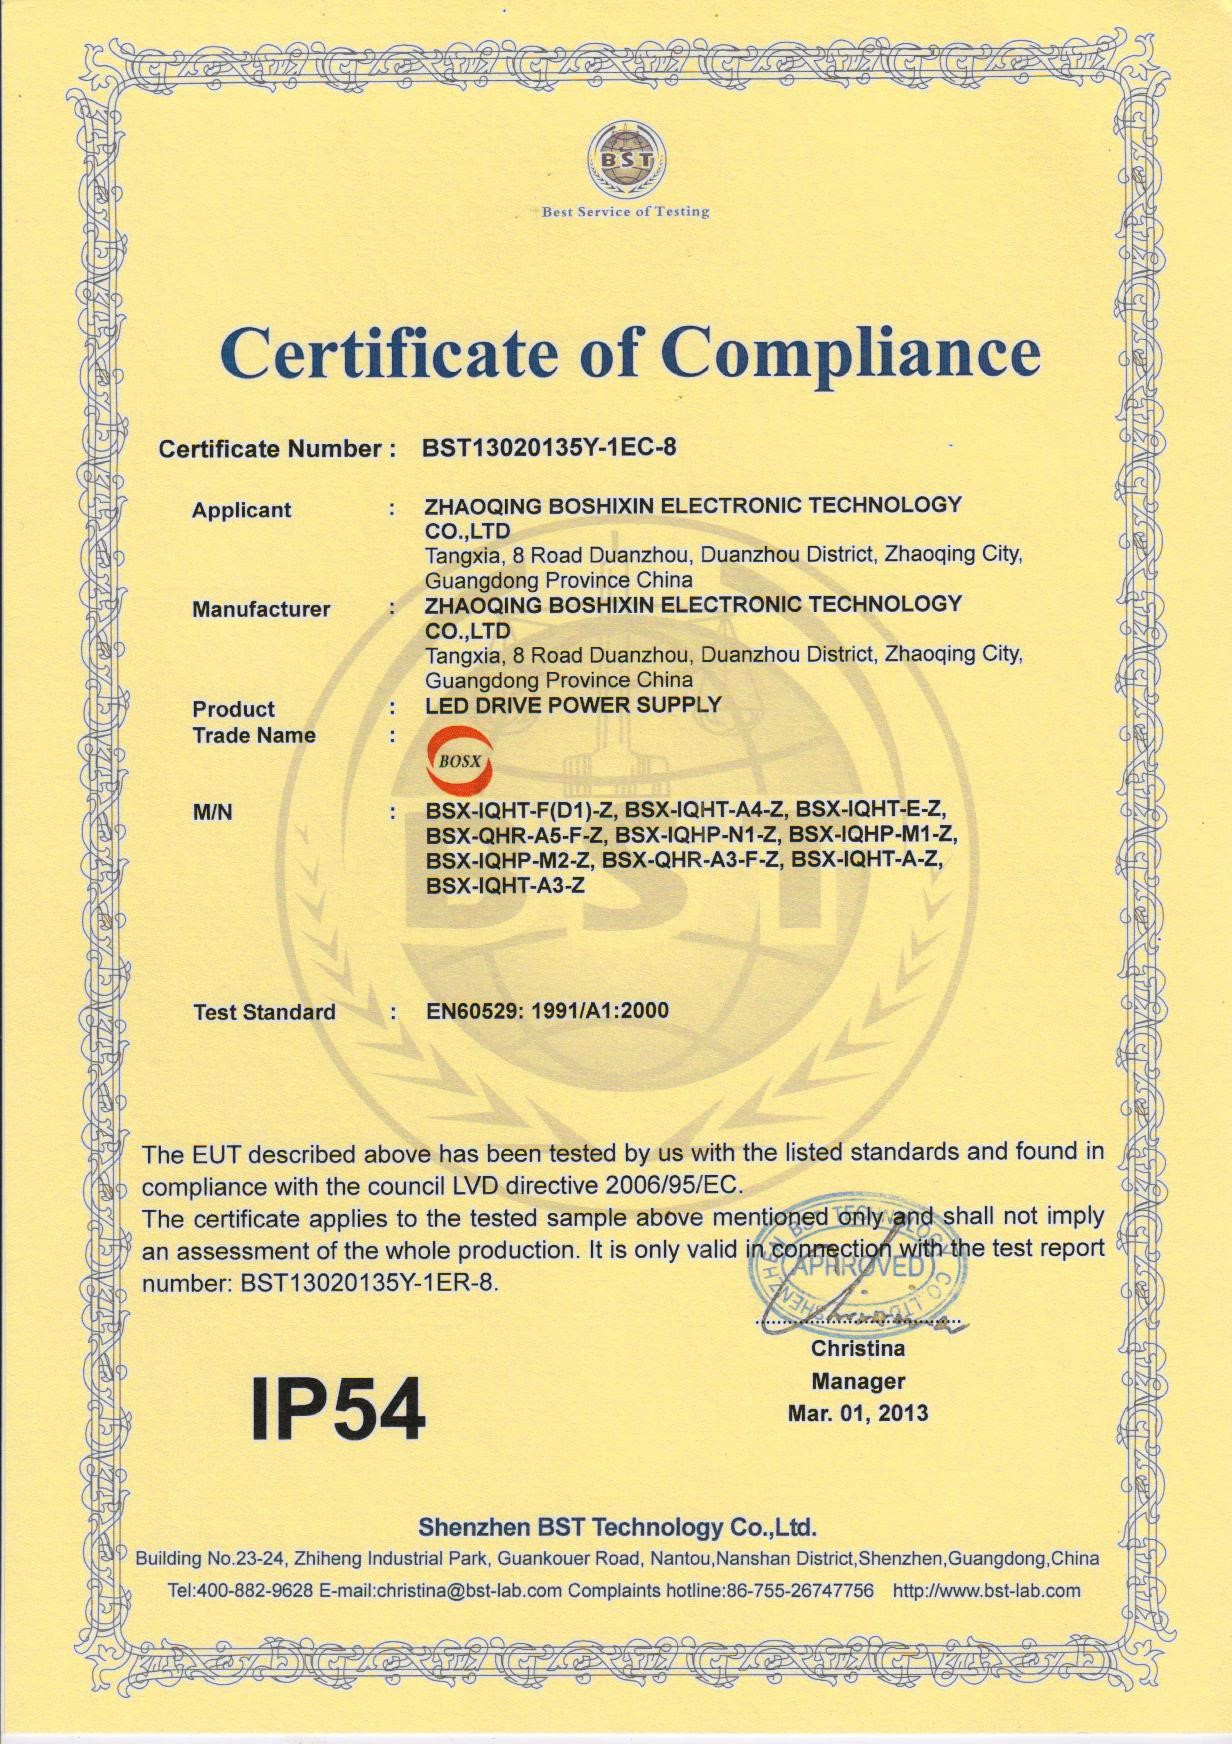 BST
Best Service of Testing
Certificate of Compliance
Certificate Number : BST13020135Y-1EC-8
Applicant : ZHAOQING BOSHIXIN ELECTRONIC TECHNOLOGY
CO.,LTD
Tangxia, 8 Road Duanzhou, Duanzhou District, Zhaoqing City,
Guangdong Province China
Manufacturer : ZHAOQING BOSHIXIN ELECTRONIC TECHNOLOGY
CO.,LTD
Tangxia, 8 Road Duanzhou, Duanzhou District, Zhaoqing City,
Guangdong Province China
Product : LED DRIVE POWER SUPPLY
Trade Name :
BOSX
M/N : BSX-IQHT-F(D1)-Z, BSX-IQHT-A4-Z, BSX-IQHT-E-Z,
BSX-QHR-A5-F-Z, BSX-IQHP-N1-Z, BSX-IQHP-M1-Z,
BSX-IQHP-M2-Z, BSX-QHR-A3-F-Z, BSX-IQHT-A-Z,
BSX-IQHT-A3-Z
BST
Test Standard : EN60529: 1991/A1:2000
The EUT described above has been tested by us with the listed standards and found in
compliance with the council LVD directive 2006/95/EC.
The certificate applies to the tested sample above mentioned only and shall not imply
an assessment of the whole production. It is only valid in connection with the test report
number: BST13020135Y-1ER-8.
SHENZHEN BST TECHNOLOGY CO.,LTD.
APPROVED
Christina
Christina
Manager
Mar. 01, 2013
IP54
Shenzhen BST Technology Co.,Ltd.
Building No.23-24, Zhiheng Industrial Park, Guankouer Road, Nantou,Nanshan District,Shenzhen,Guangdong,China
Tel:400-882-9628 E-mail:christina@bst-lab.com Complaints hotline:86-755-26747756 http://www.bst-lab.com